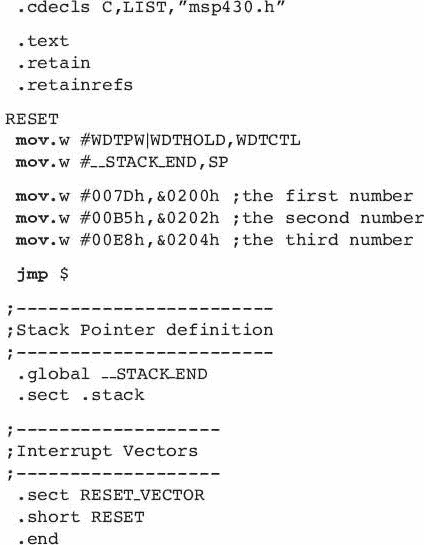 .cdecls C,LIST,”msp430.h”
.text
.retain
.retainrefs
RESET
mov.w #WDTPW|WDTHOLD,WDTCTL
mov.w #__STACK_END,SP
mov.w #007Dh,&0200h ;the first number
mov.w #00B5h,&0202h ;the second number
mov.w #00E8h,&0204h ;the third number
jmp $
;------------------------
;Stack Pointer definition
;------------------------
.global __STACK_END
.sect .stack
;-------------------
;Interrupt Vectors
;-------------------
.sect RESET_VECTOR
.short RESET
.end